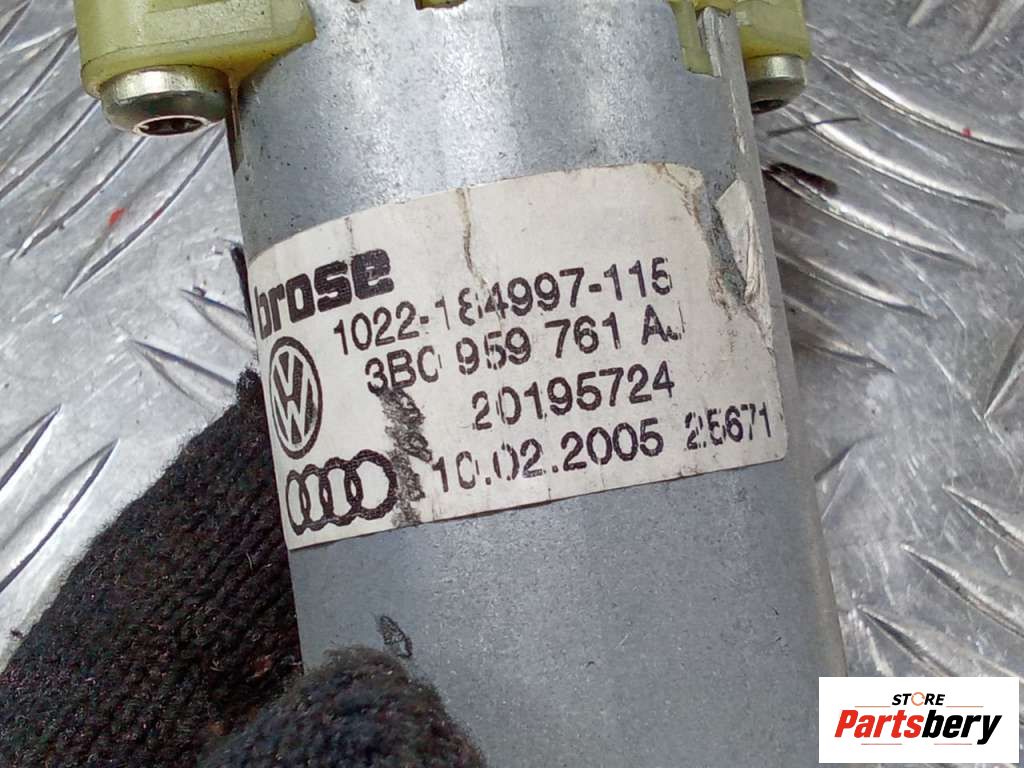 brose
1022-184997-115
3B0 959 761 AJ
20195724
10.02.2005 25671
STORE
Partsbery